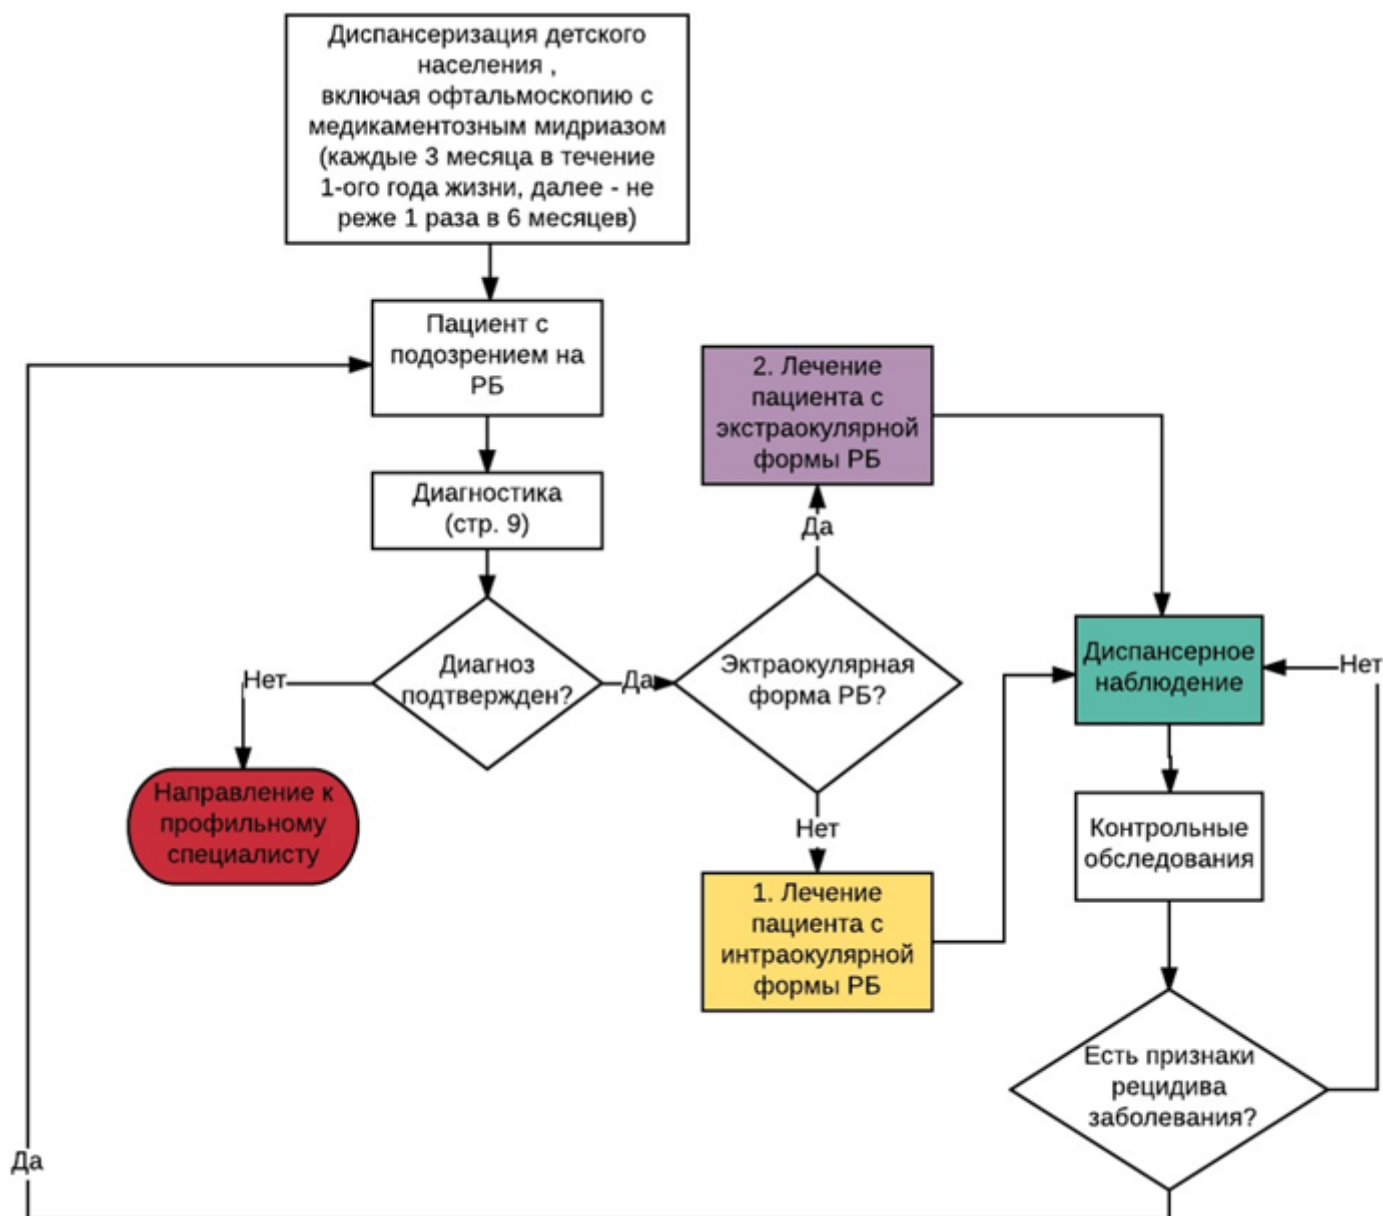 Диспансеризация детского
населения ,
включая офтальмоскопию с
медикаментозным мидриазом
(каждые 3 месяца в течение
1-ого года жизни, далее - не
реже 1 раза в 6 месяцев)
Пациент с
подозрением на
РБ
Диагностика
(стр. 9)
Диагноз
подтвержден?
Нет
Направление к
профильному
специалисту
Да
Эктраокулярная
форма РБ?
Да
2. Лечение
пациента с
экстраокулярной
формы РБ
Нет
1. Лечение
пациента с
интраокулярной
формы РБ
Диспансерное
наблюдение
Контрольные
обследования
Есть признаки
рецидива
заболевания?
Нет
Да